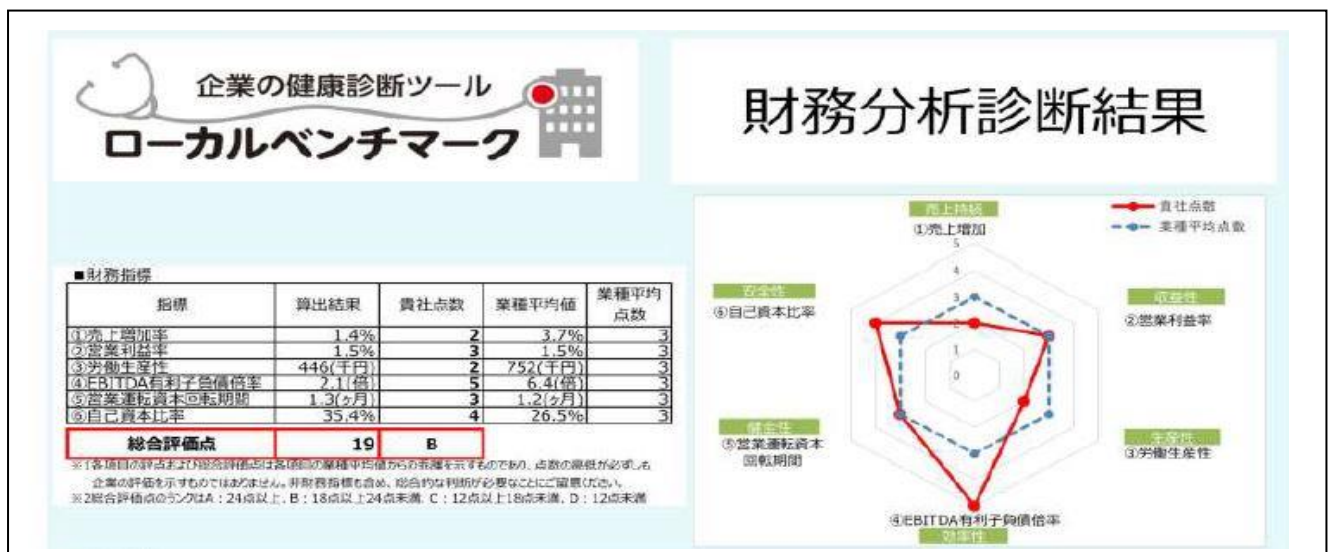 企業の健康診断ツール
ローカルベンチマーク
財務分析診断結果
■財務指標
指標 算出結果 貴社点数 業種平均値 業種平均点数
①売上増加率 1.4% 2 3.7% 3
②営業利益率 1.5% 3 1.5% 3
③労働生産性 446(千円) 2 752(千円) 3
④EBITDA有利子負債倍率 2.1(倍) 5 6.4(倍) 3
⑤営業運転資本回転期間 1.3(ヶ月) 3 1.2(ヶ月) 3
⑥自己資本比率 35.4% 4 26.5% 3
総合評価点 19 B
※1各項目の評点および総合評価点は各項目の業種平均値からの乖離を示すものであり、点数の高低が必ずしも
企業の評価を示すものではありません。非財務指標も含め、総合的な判断が必要なことにご留意ください。
※2総合評価点のランクはA：24点以上、B：18点以上24点未満、C：12点以上18点未満、D：12点未満
貴社点数
業種平均点数
売上持続
①売上増加
5
4
3
2
1
0
収益性
②営業利益率
生産性
③労働生産性
④EBITDA有利子負債倍率
効率性
健全性
⑤営業運転資本
回転期間
安全性
⑥自己資本比率